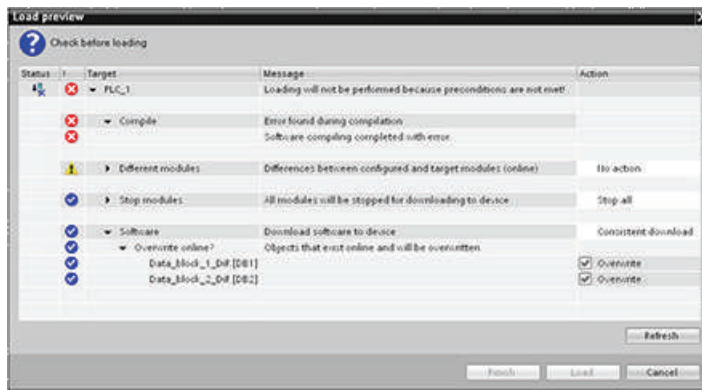 Load preview
Check before loading
Status ! Target Message Action
PLC_1 Loading will not be performed because preconditions are not met!
Compile Error found during compilation
Software compiling completed with error.
Different modules Differences between configured and target modules (online) No action
Stop modules All modules will be stopped for downloading to device Stop all
Software Download software to device Consistent download
Overwrite online? Objects that exist online and will be overwritten
Data_block_1_Dif.[DB1] Overwrite
Data_block_2_Dif.[DB2] Overwrite
Refresh
Finish Load Cancel